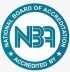 NATIONAL BOARD OF ACCREDITATION
NBA
ACCREDITED BY